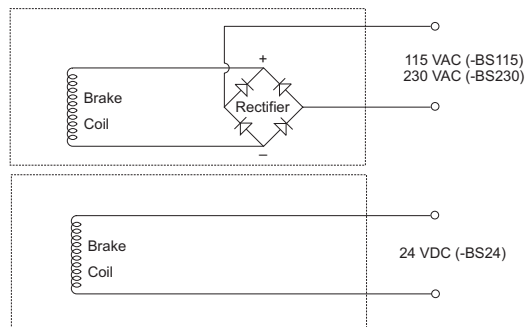 +
115 VAC (-BS115)
230 VAC (-BS230)
Brake
Coil
Rectifier
–
Brake
Coil
24 VDC (-BS24)